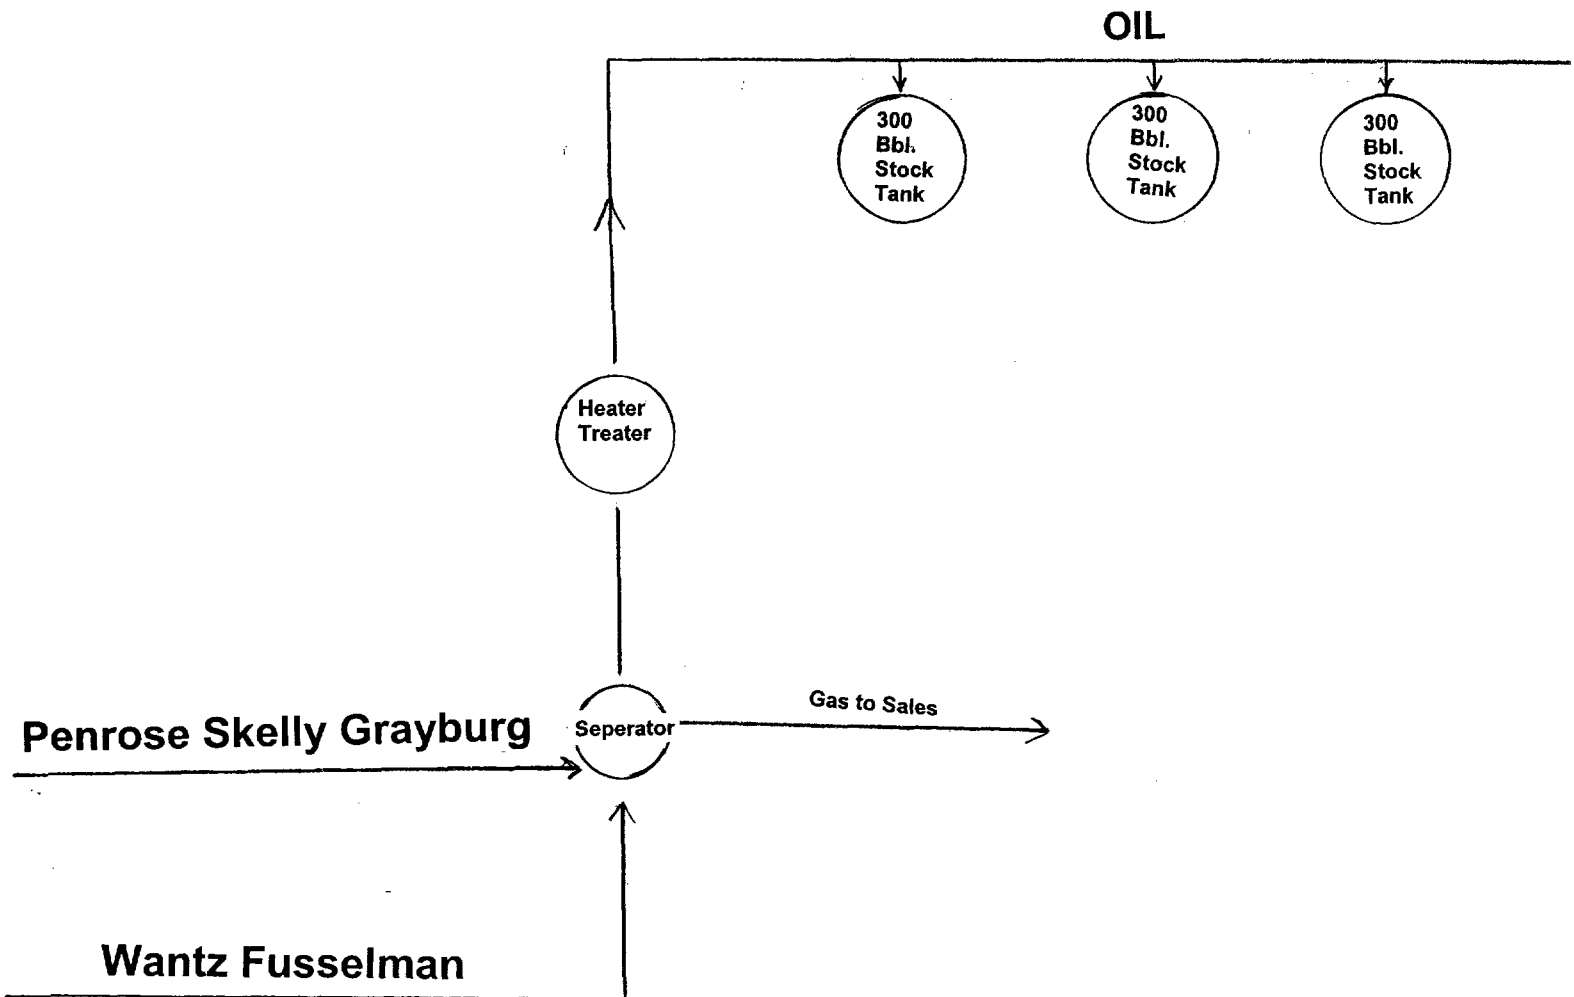 OIL
300
Bbl.
Stock
Tank
300
Bbl.
Stock
Tank
300
Bbl.
Stock
Tank
Heater
Treater
Penrose Skelly Grayburg
Seperator
Gas to Sales
Wantz Fusselman